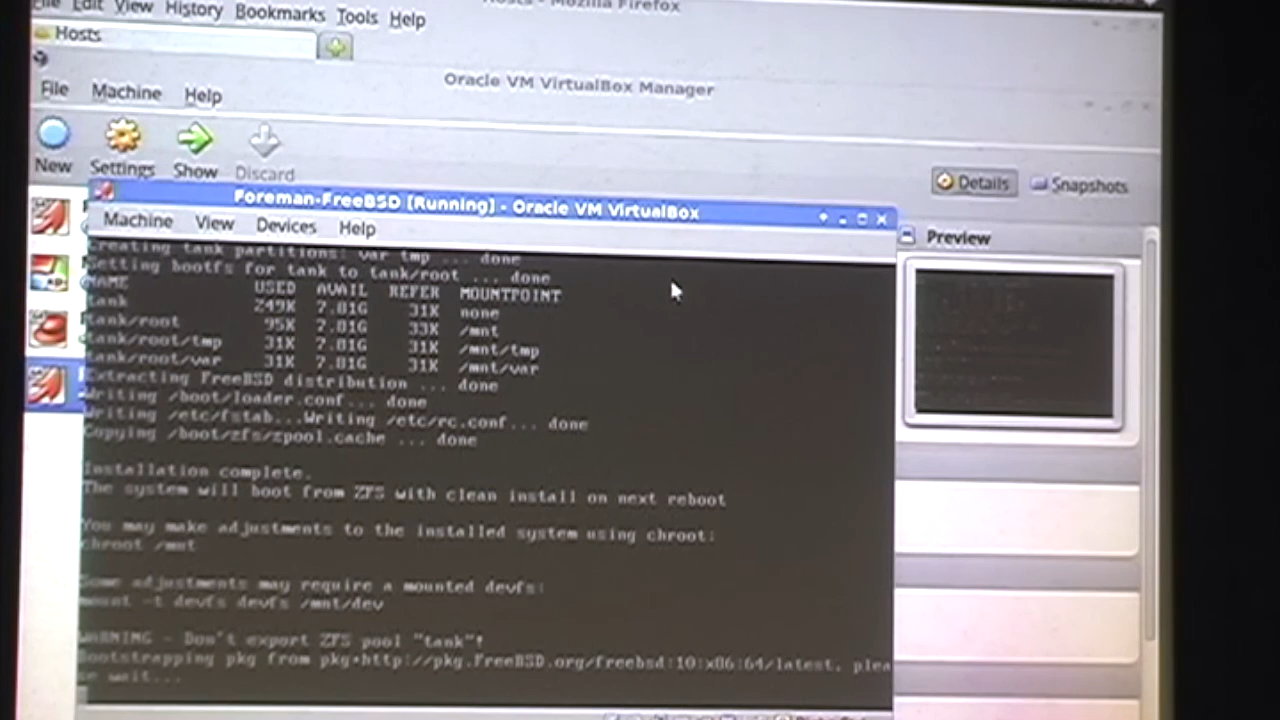 File Edit View History Bookmarks Tools Help
Hosts - Mozilla Firefox
Hosts
Oracle VM VirtualBox Manager
File Machine Help
New Settings Show Discard
Details Snapshots
Foreman-FreeBSD [Running] - Oracle VM VirtualBox
Machine View Devices Help
Preview
Creating tank partitions: var tmp ... done
Setting bootfs for tank to tank/root ... done
NAME USED AVAIL REFER MOUNTPOINT
tank 249K 7.81G 31K none
tank/root 95K 7.81G 33K /mnt
tank/root/tmp 31K 7.81G 31K /mnt/tmp
tank/root/var 31K 7.81G 31K /mnt/var
Extracting FreeBSD distribution ... done
Writing /boot/loader.conf... done
Writing /etc/fstab...Writing /etc/rc.conf... done
Copying /boot/zfs/zpool.cache ... done
Installation complete.
The system will boot from ZFS with clean install on next reboot
You may make adjustments to the installed system using chroot:
chroot /mnt
Some adjustments may require a mounted devfs:
mount -t devfs devfs /mnt/dev
WARNING - Don't export ZFS pool "tank"!
Bootstrapping pkg from pkg+http://pkg.FreeBSD.org/freebsd:10:x86:64/latest, plea
se wait...